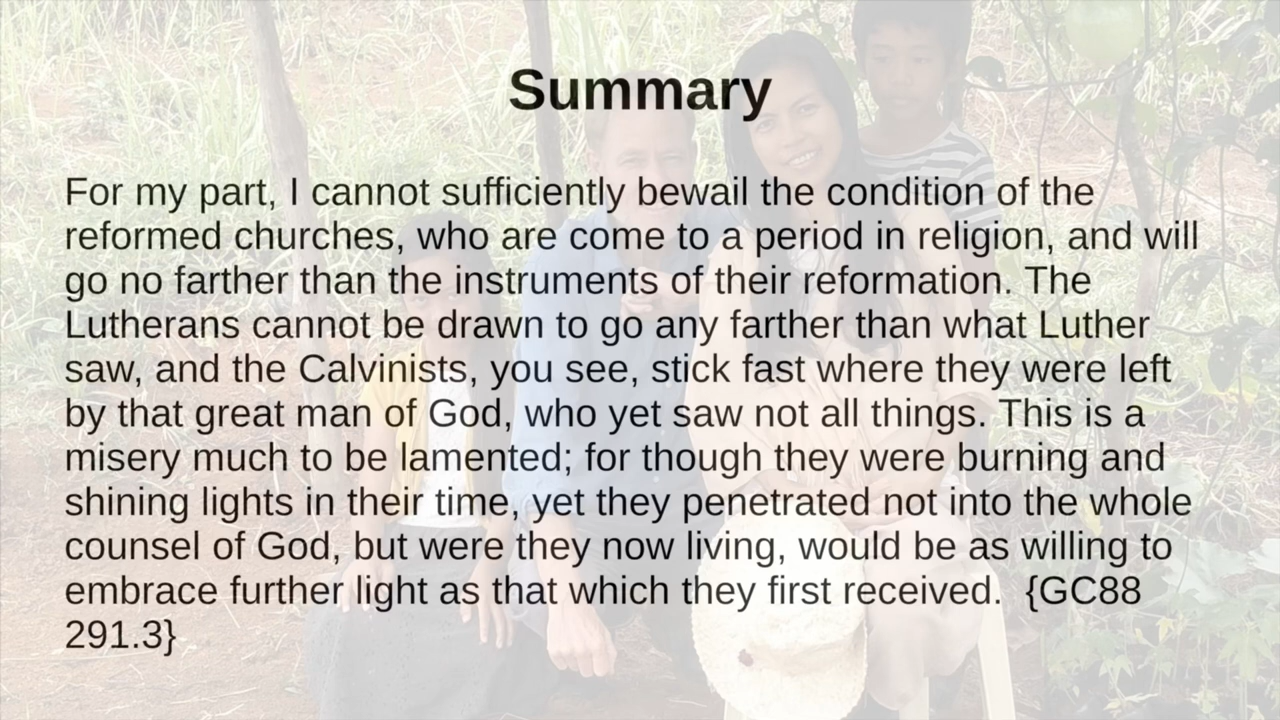 Summary
For my part, I cannot sufficiently bewail the condition of the
reformed churches, who are come to a period in religion, and will
go no farther than the instruments of their reformation. The
Lutherans cannot be drawn to go any farther than what Luther
saw, and the Calvinists, you see, stick fast where they were left
by that great man of God, who yet saw not all things. This is a
misery much to be lamented; for though they were burning and
shining lights in their time, yet they penetrated not into the whole
counsel of God, but were they now living, would be as willing to
embrace further light as that which they first received.  {GC88
291.3}